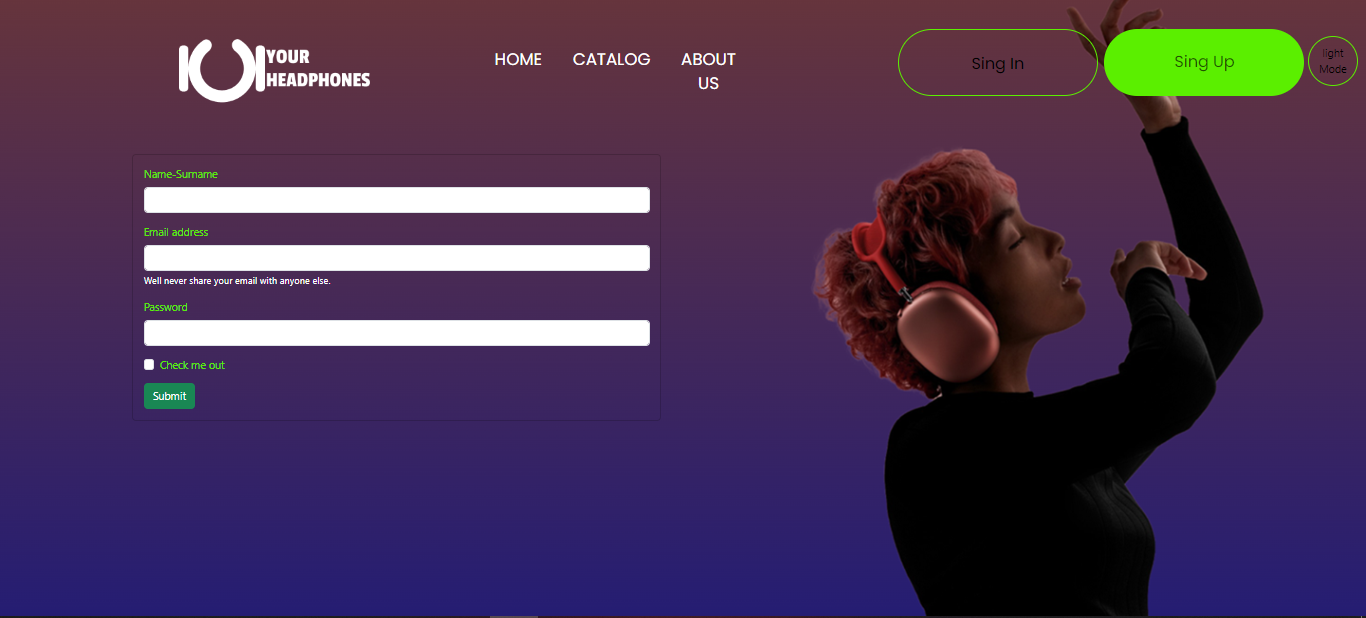 YOUR
HEADPHONES
HOME CATALOG ABOUT
US
Sing In
Sing Up
light
Mode
Name-Surname
Email address
Well never share your email with anyone else.
Password
Check me out
Submit